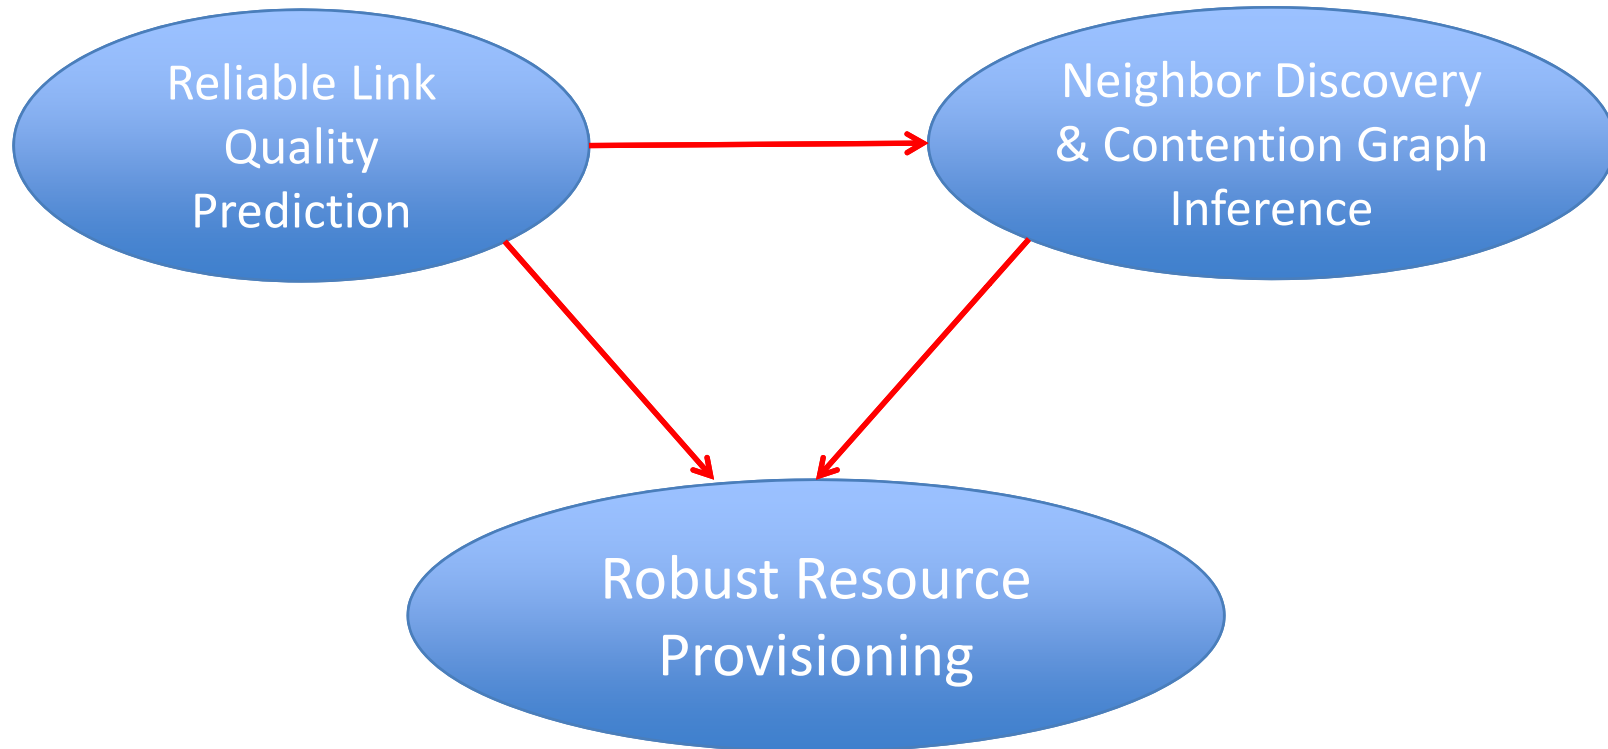 Reliable Link
Quality
Prediction
Neighbor Discovery
& Contention Graph
Inference
Robust Resource
Provisioning